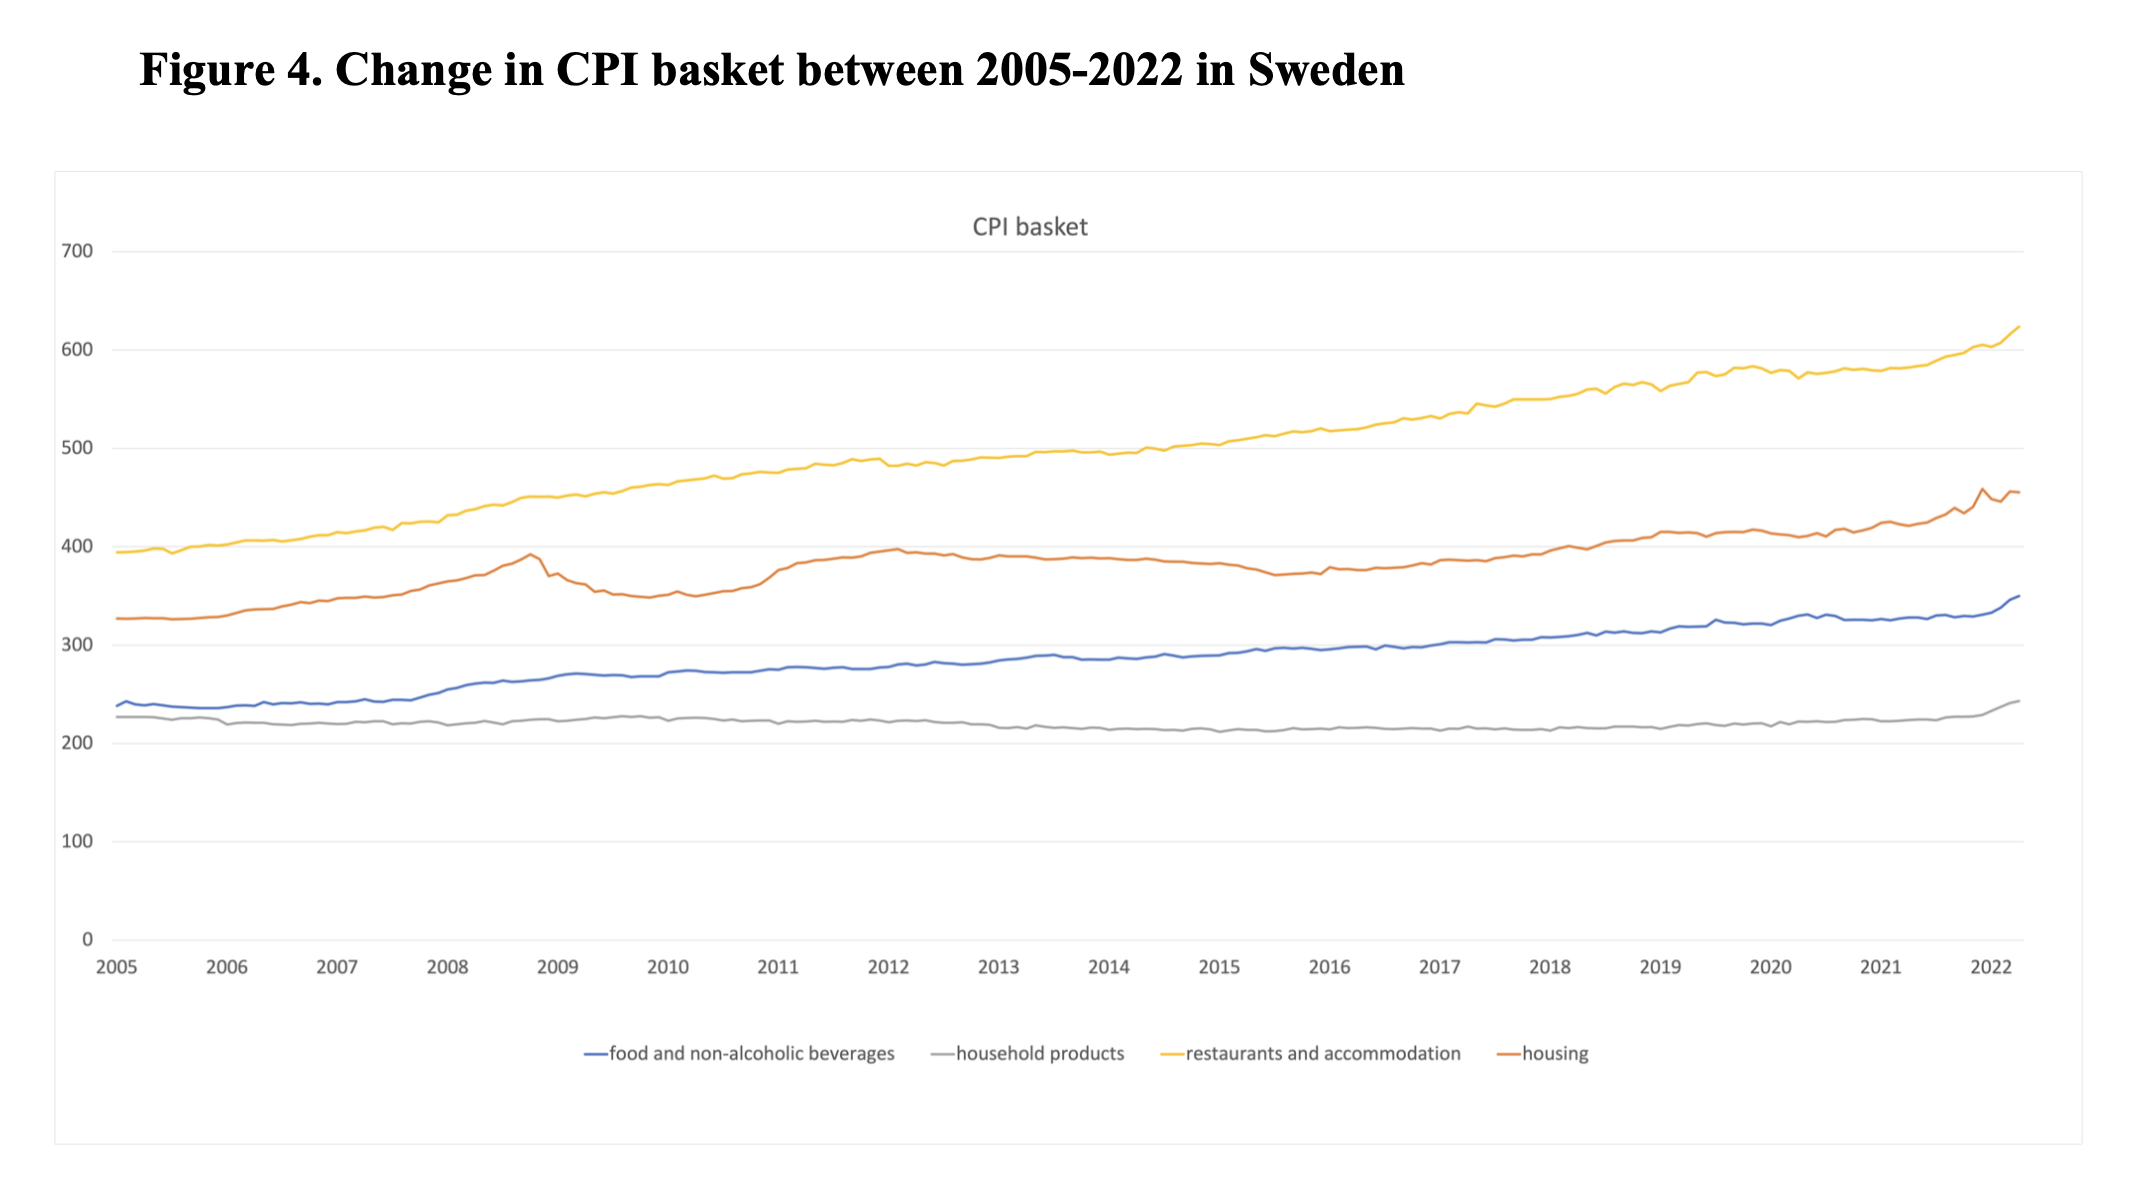 Figure 4. Change in CPI basket between 2005-2022 in Sweden
CPI basket
700
600
500
400
300
200
100
0
2005 2006 2007 2008 2009 2010 2011 2012 2013 2014 2015 2016 2017 2018 2019 2020 2021 2022
food and non-alcoholic beverages household products restaurants and accommodation housing